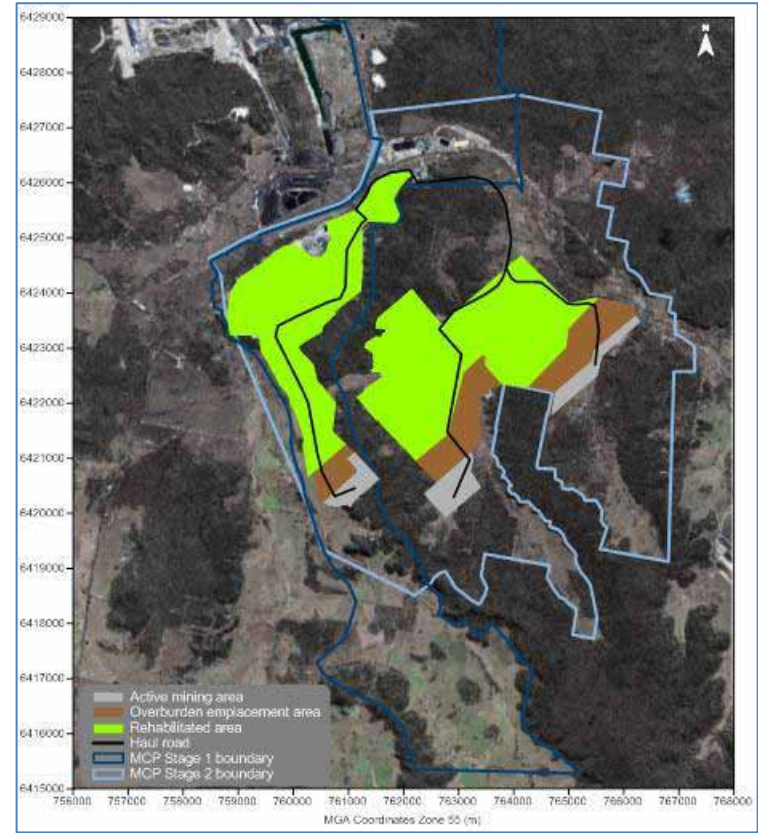 N
6429000
6428000
6427000
6426000
6425000
6424000
6423000
6422000
6421000
6420000
6419000
6418000
6417000
6416000
6415000
Active mining area
Overburden emplacement area
Rehabilitated area
Haul road
MCP Stage 1 boundary
MCP Stage 2 boundary
756000 757000 758000 759000 760000 761000 762000 763000 764000 765000 766000 767000 768000
MGA Coordinates Zone 55 (m)